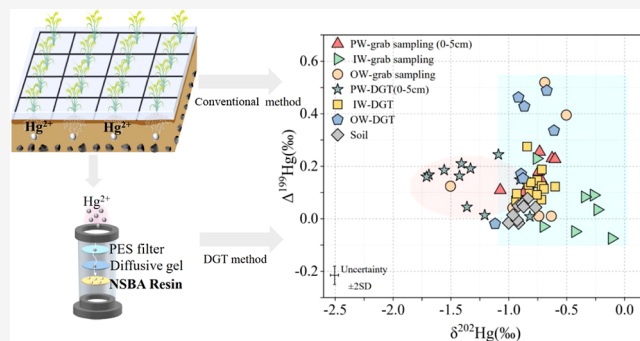 Hg²⁺
Hg²⁺
Conventional method
Hg²⁺
PES filter
Diffusive gel
NSBA Resin
DGT method
PW-grab sampling (0-5cm)
IW-grab sampling
OW-grab sampling
PW-DGT(0-5cm)
IW-DGT
OW-DGT
Soil
Δ¹⁹⁹Hg(‰)
0.6
0.4
0.2
0.0
-0.2
Uncertainty
±2SD
-2.5
-2.0
-1.5
-1.0
-0.5
0.0
δ²⁰²Hg(‰)